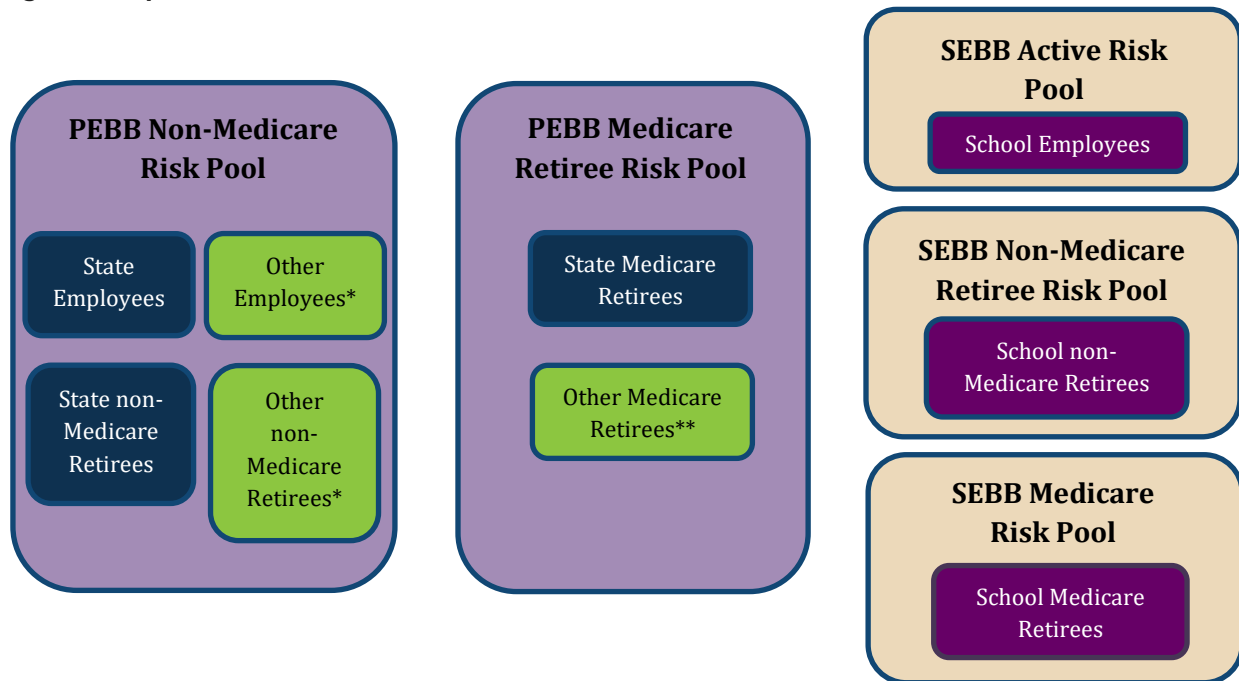 PEBB Non-Medicare
Risk Pool
State
Employees
Other
Employees*
State non-
Medicare
Retirees
Other
non-
Medicare
Retirees*
PEBB Medicare
Retiree Risk Pool
State Medicare
Retirees
Other Medicare
Retirees**
SEBB Active Risk
Pool
School Employees
SEBB Non-Medicare
Retiree Risk Pool
School non-
Medicare Retirees
SEBB Medicare
Risk Pool
School Medicare
Retirees